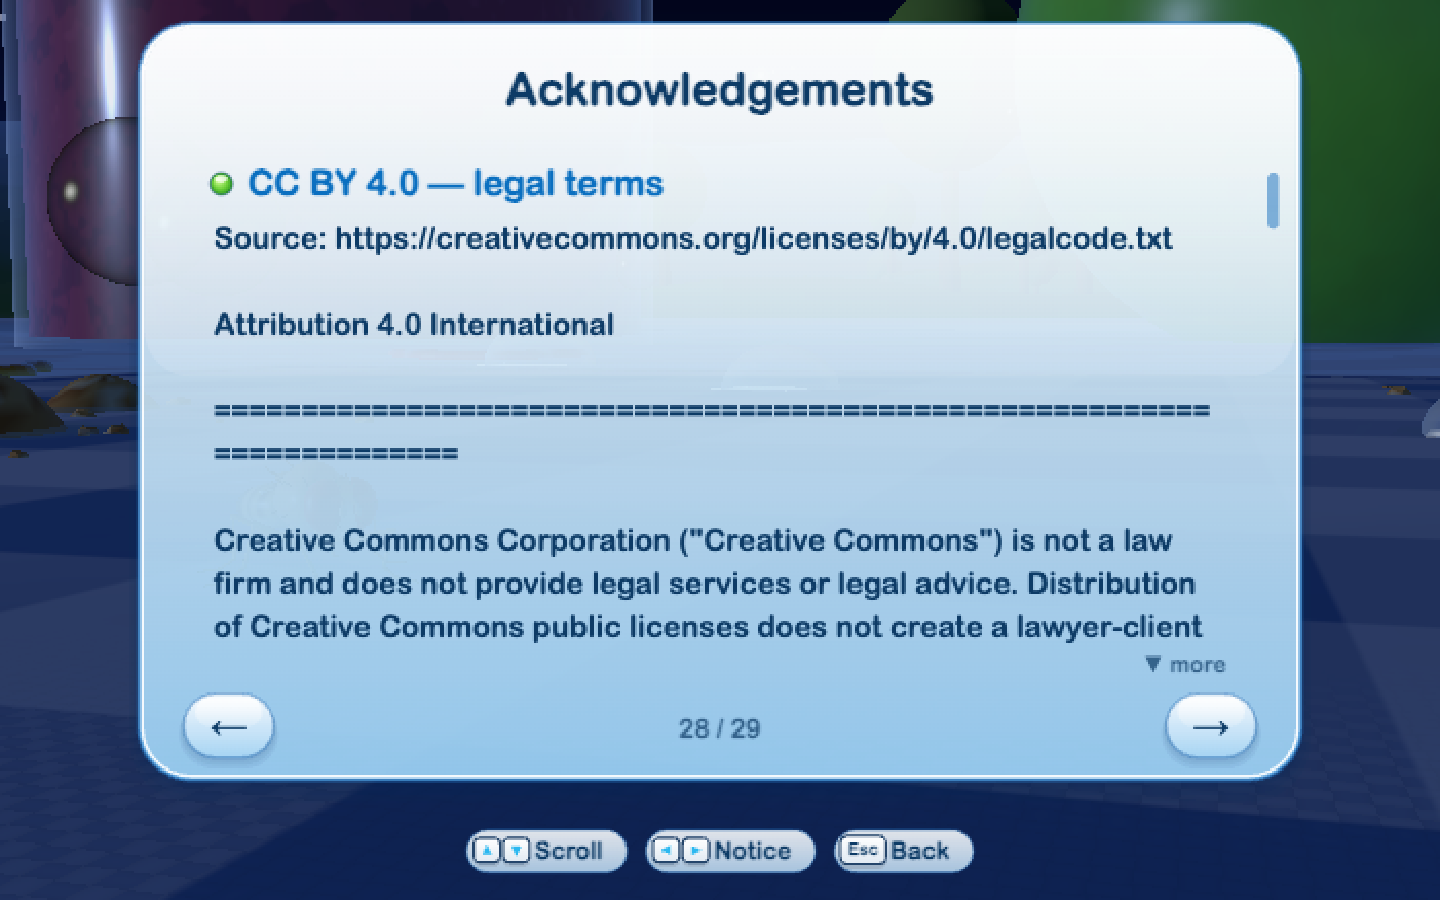 Acknowledgements
CC BY 4.0 — legal terms
Source: https://creativecommons.org/licenses/by/4.0/legalcode.txt
Attribution 4.0 International
=========================================================
==============
Creative Commons Corporation ("Creative Commons") is not a law
firm and does not provide legal services or legal advice. Distribution
of Creative Commons public licenses does not create a lawyer-client
▼ more
← 28 / 29 →
▲ ▼ Scroll ◄ ► Notice Esc Back